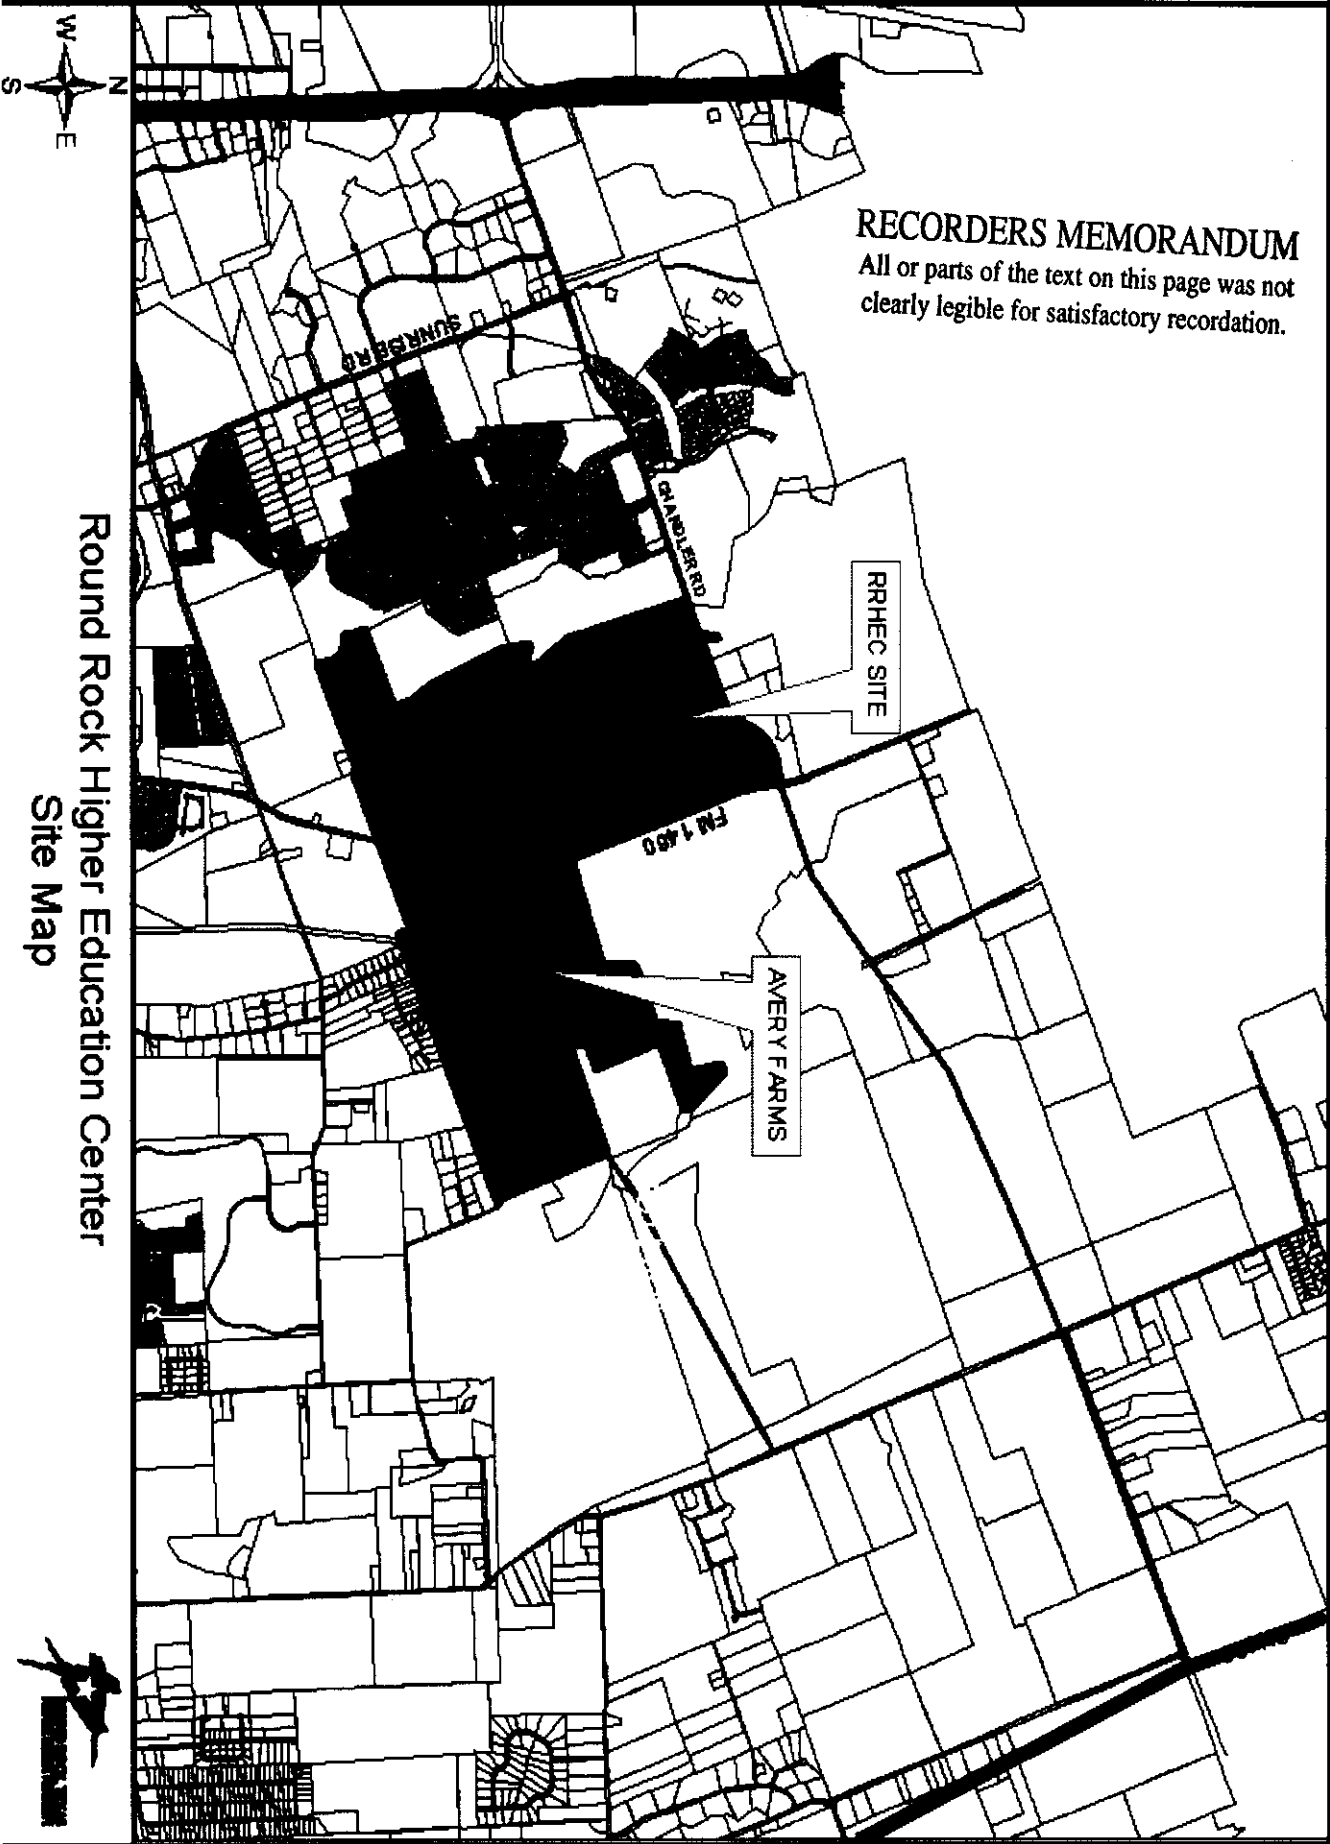 RECORDERS MEMORANDUM
All or parts of the text on this page was not
clearly legible for satisfactory recordation.
W
N
E
S
SUNRISE RD
CHANDLER RD
RRHEC SITE
FM 1460
AVERY FARMS
Round Rock Higher Education Center
Site Map